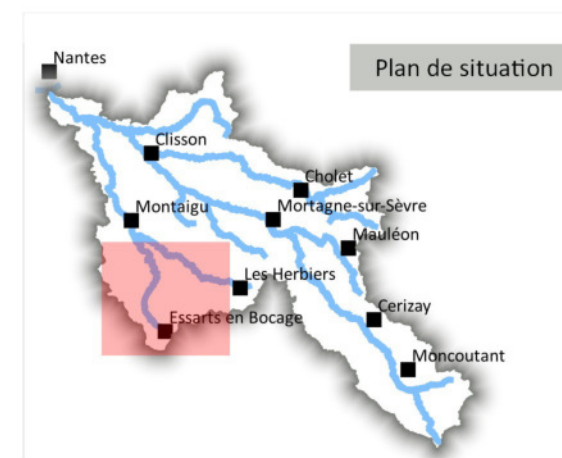 Nantes
Plan de situation
Clisson
Cholet
Montaigu
Mortagne-sur-Sèvre
Mauléon
Les Herbiers
Essarts en Bocage
Cerizay
Moncoutant